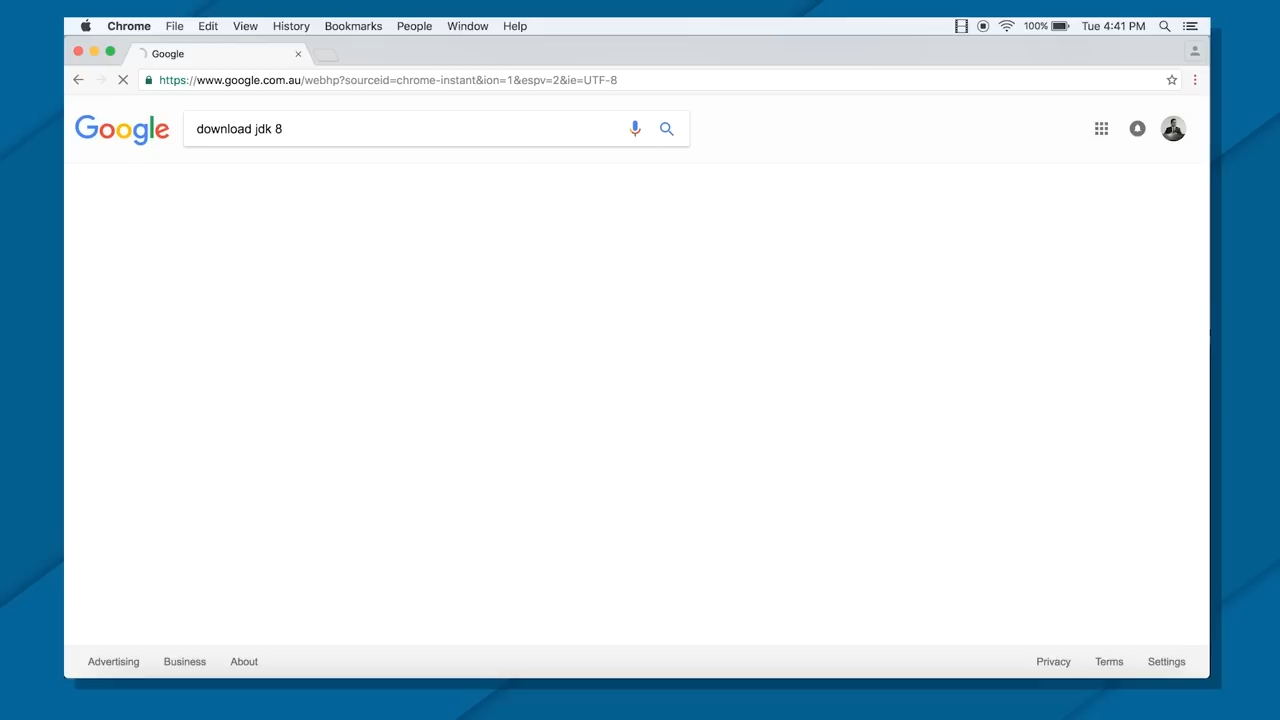 Chrome File Edit View History Bookmarks People Window Help 100% Tue 4:41 PM
Google
https://www.google.com.au/webhp?sourceid=chrome-instant&ion=1&espv=2&ie=UTF-8
Google download jdk 8
Advertising Business About Privacy Terms Settings